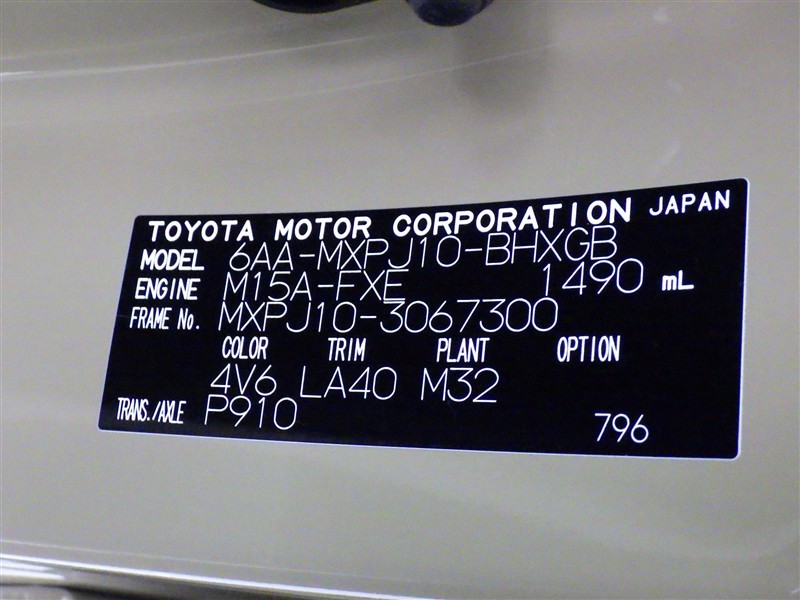 TOYOTA MOTOR CORPORATION JAPAN
MODEL 6AA-MXPJ10-BHXGB
ENGINE M15A-FXE 1490 mL
FRAME No. MXPJ10-3067300
COLOR TRIM PLANT OPTION
4V6 LA40 M32
TRANS./AXLE P910
796